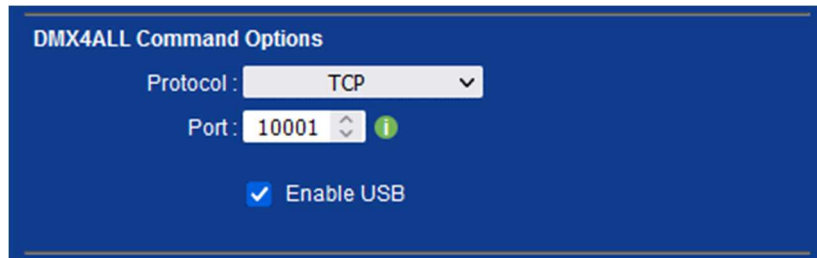 DMX4ALL Command Options
Protocol : TCP
Port : 10001 i
Enable USB